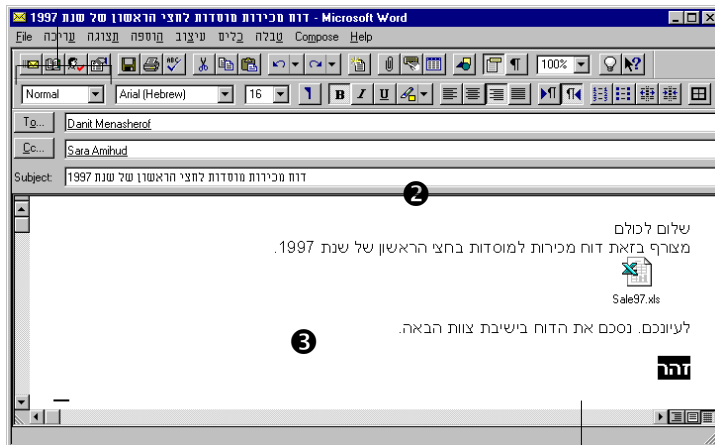 דוח מכירות מוסדות לחצי הראשון של שנת 1997 - Microsoft Word
File עריכה תצוגה הוספה עיצוב כלים טבלה Compose Help
100%
Normal Arial (Hebrew) 16 B I U
To... Danit Menasherof
Cc... Sara Amihud
Subject: דוח מכירות מוסדות לחצי הראשון של שנת 1997
2
שלום לכולם
מצורף בזאת דוח מכירות למוסדות בחצי הראשון של שנת 1997.
Sale97.xls
3
לעיונכם. נסכם את הדוח בישיבת צוות הבאה.
זהר